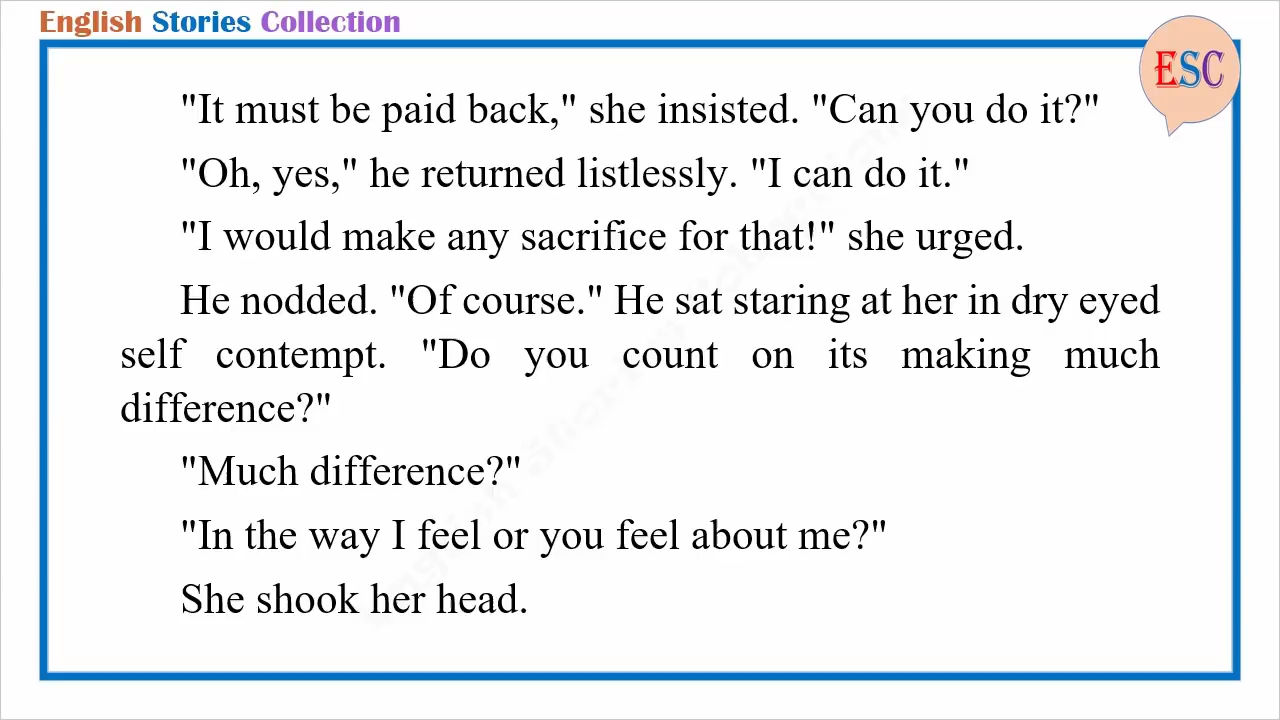 English Stories Collection
ESC
"It must be paid back," she insisted. "Can you do it?"
"Oh, yes," he returned listlessly. "I can do it."
"I would make any sacrifice for that!" she urged.
He nodded. "Of course." He sat staring at her in dry eyed
self contempt. "Do you count on its making much
difference?"
"Much difference?"
"In the way I feel or you feel about me?"
She shook her head.